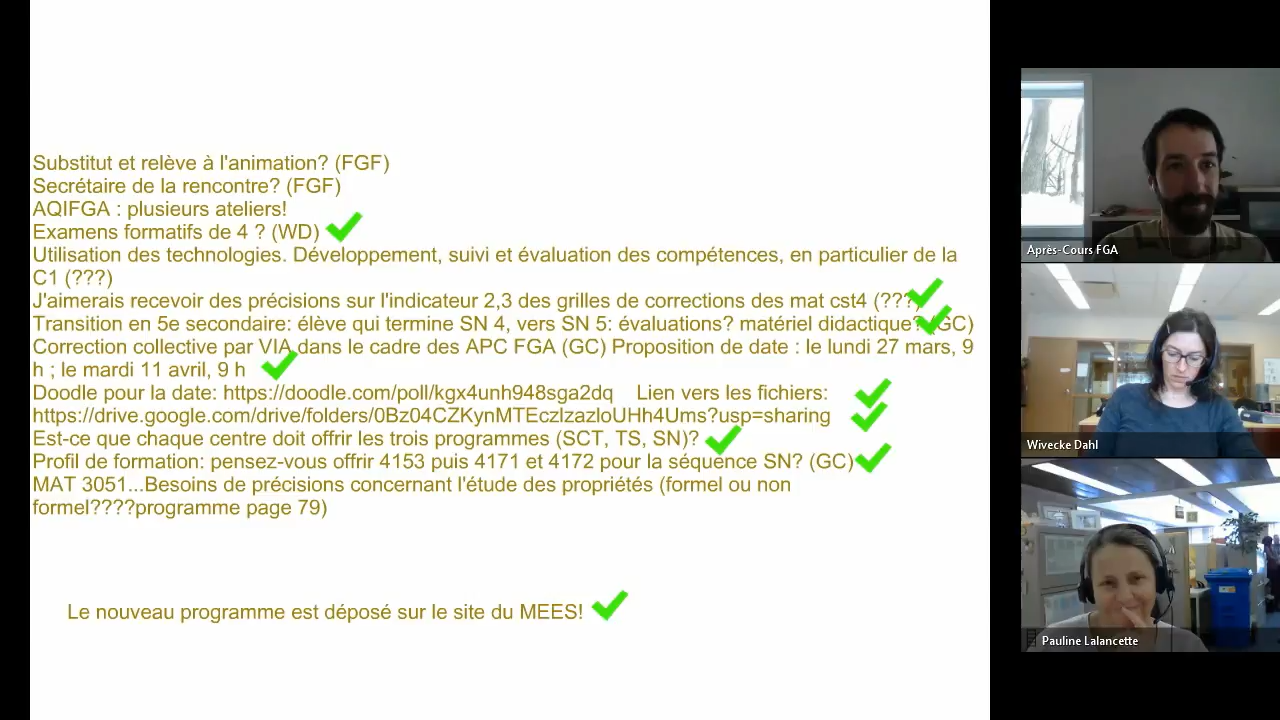 Substitut et relève à l'animation? (FGF)
Secrétaire de la rencontre? (FGF)
AQIFGA : plusieurs ateliers!
Examens formatifs de 4 ? (WD)
Utilisation des technologies. Développement, suivi et évaluation des compétences, en particulier de la
C1 (???)
J'aimerais recevoir des précisions sur l'indicateur 2,3 des grilles de corrections des mat cst4 (???)
Transition en 5e secondaire: élève qui termine SN 4, vers SN 5: évaluations? matériel didactique? (GC)
Correction collective par VIA dans le cadre des APC FGA (GC) Proposition de date : le lundi 27 mars, 9
h ; le mardi 11 avril, 9 h
Doodle pour la date: https://doodle.com/poll/kgx4unh948sga2dq Lien vers les fichiers:
https://drive.google.com/drive/folders/0Bz04CZKynMTEczIzazloUHh4Ums?usp=sharing
Est-ce que chaque centre doit offrir les trois programmes (SCT, TS, SN)?
Profil de formation: pensez-vous offrir 4153 puis 4171 et 4172 pour la séquence SN? (GC)
MAT 3051...Besoins de précisions concernant l'étude des propriétés (formel ou non
formel????programme page 79)
Le nouveau programme est déposé sur le site du MEES!
Après-Cours FGA
Wivecke Dahl
Pauline Lalancette